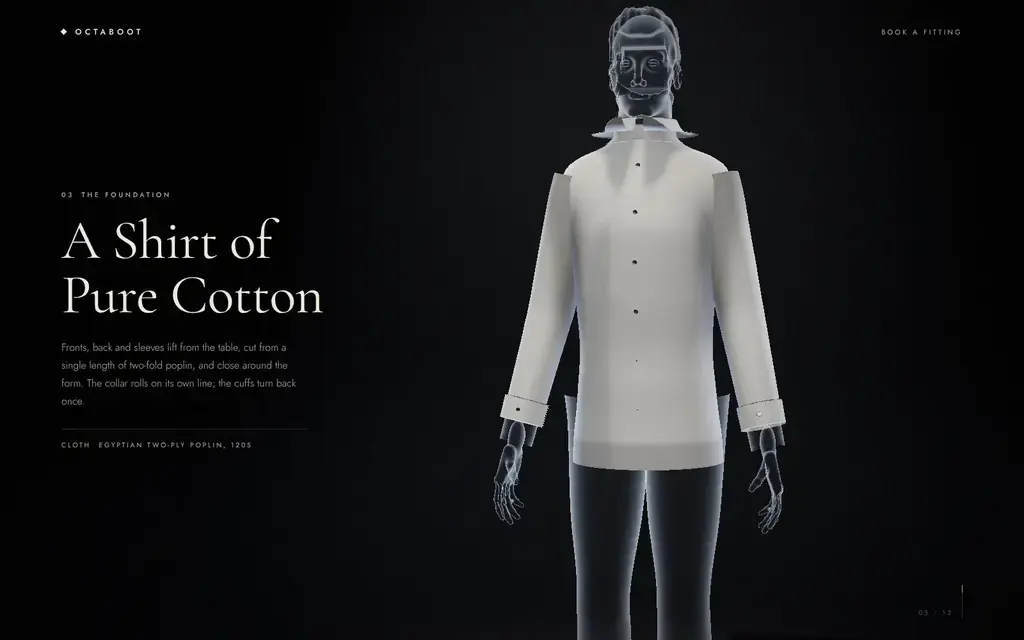 ◆ OCTABOOT
BOOK A FITTING
03 THE FOUNDATION
A Shirt of
Pure Cotton
Fronts, back and sleeves lift from the table, cut from a
single length of two-fold poplin, and close around the
form. The collar rolls on its own line; the cuffs turn back
once.
CLOTH EGYPTIAN TWO-PLY POPLIN, 120S
03 / 13